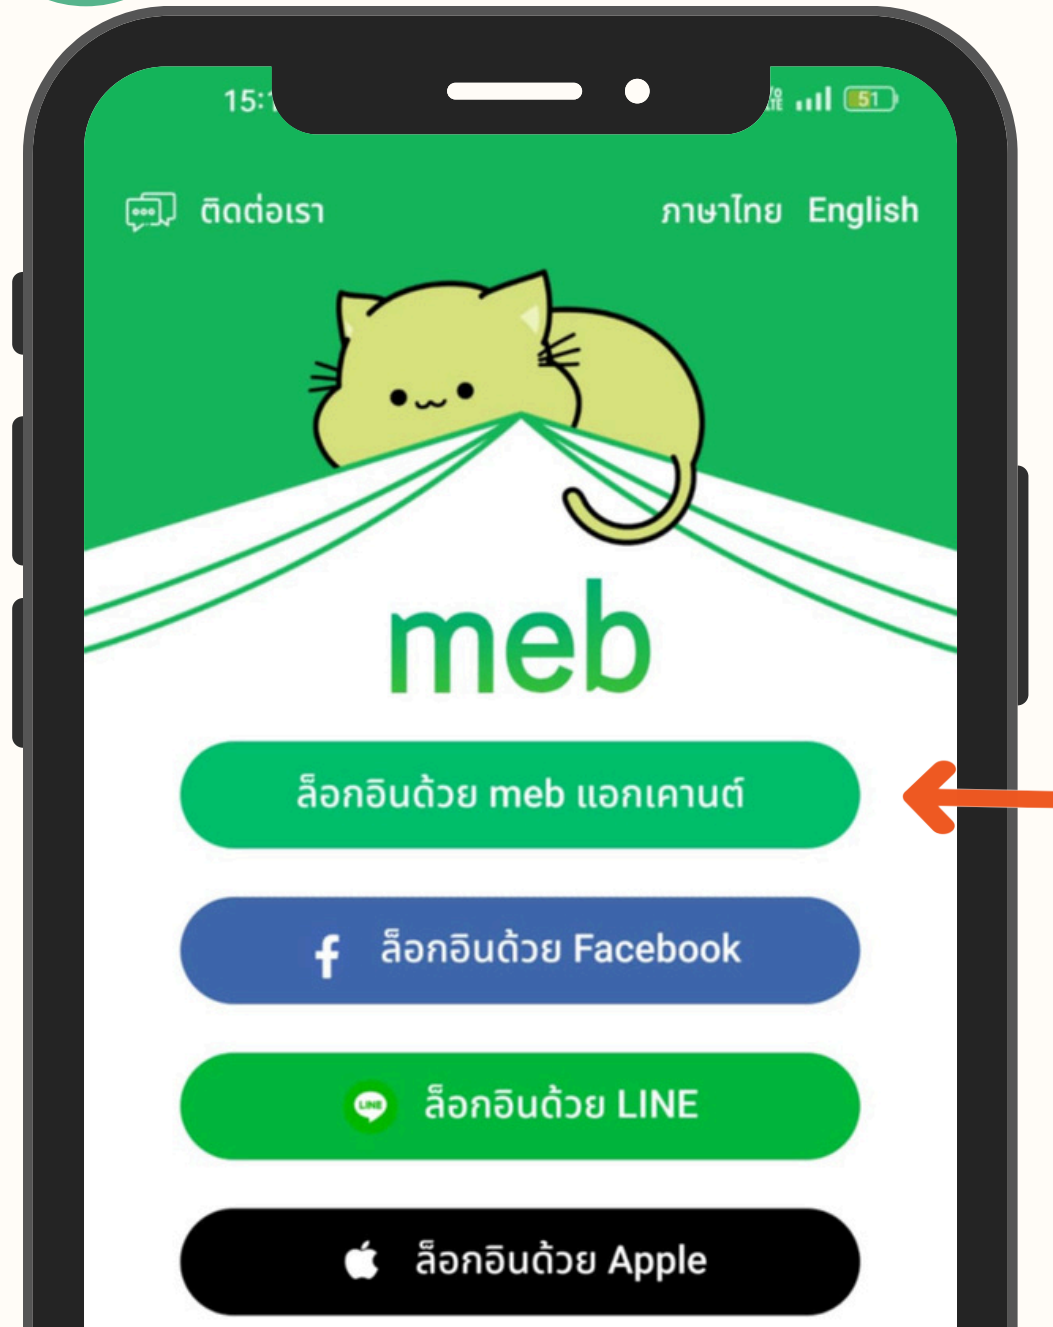 51
ติดต่อเรา ภาษาไทย English
meb
ล็อกอินด้วย meb แอกเคานต์
ล็อกอินด้วย Facebook
LINE ล็อกอินด้วย LINE
ล็อกอินด้วย Apple